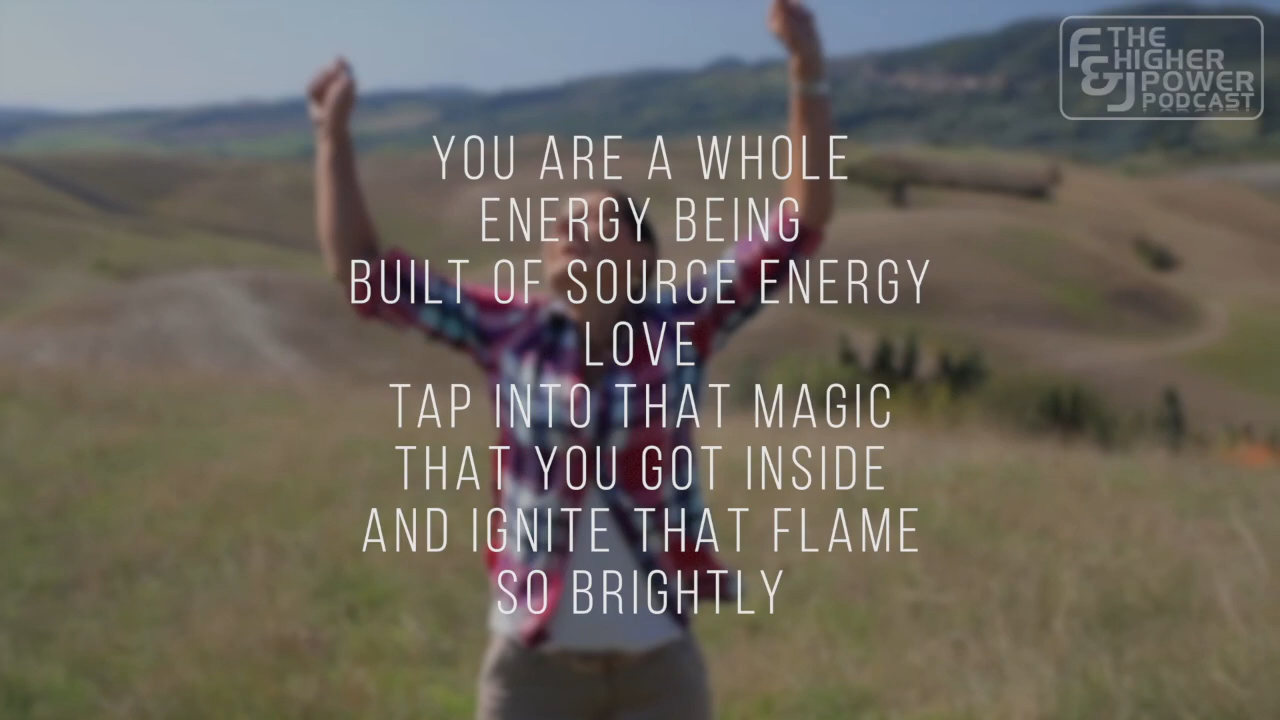 F&J
THE
HIGHER
POWER
PODCAST
YOU ARE A WHOLE
ENERGY BEING
BUILT OF SOURCE ENERGY
LOVE
TAP INTO THAT MAGIC
THAT YOU GOT INSIDE
AND IGNITE THAT FLAME
SO BRIGHTLY